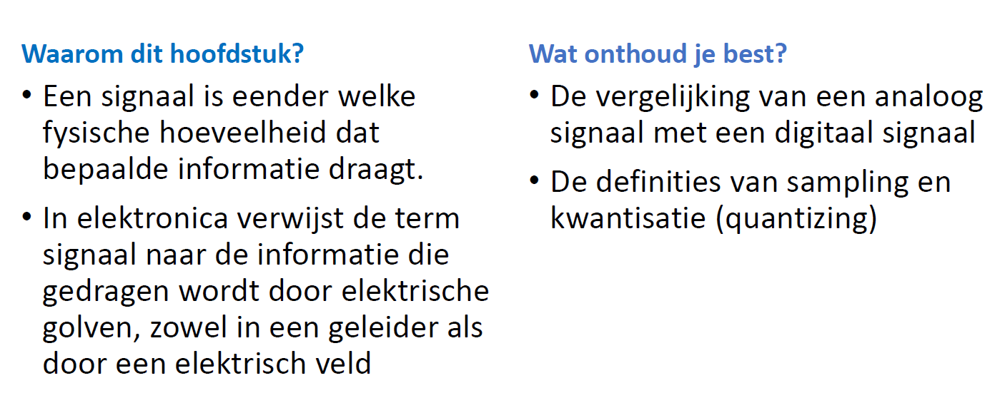 Waarom dit hoofdstuk?
• Een signaal is eender welke
fysische hoeveelheid dat
bepaalde informatie draagt.
• In elektronica verwijst de term
signaal naar de informatie die
gedragen wordt door elektrische
golven, zowel in een geleider als
door een elektrisch veld
Wat onthoud je best?
• De vergelijking van een analoog
signaal met een digitaal signaal
• De definities van sampling en
kwantisatie (quantizing)